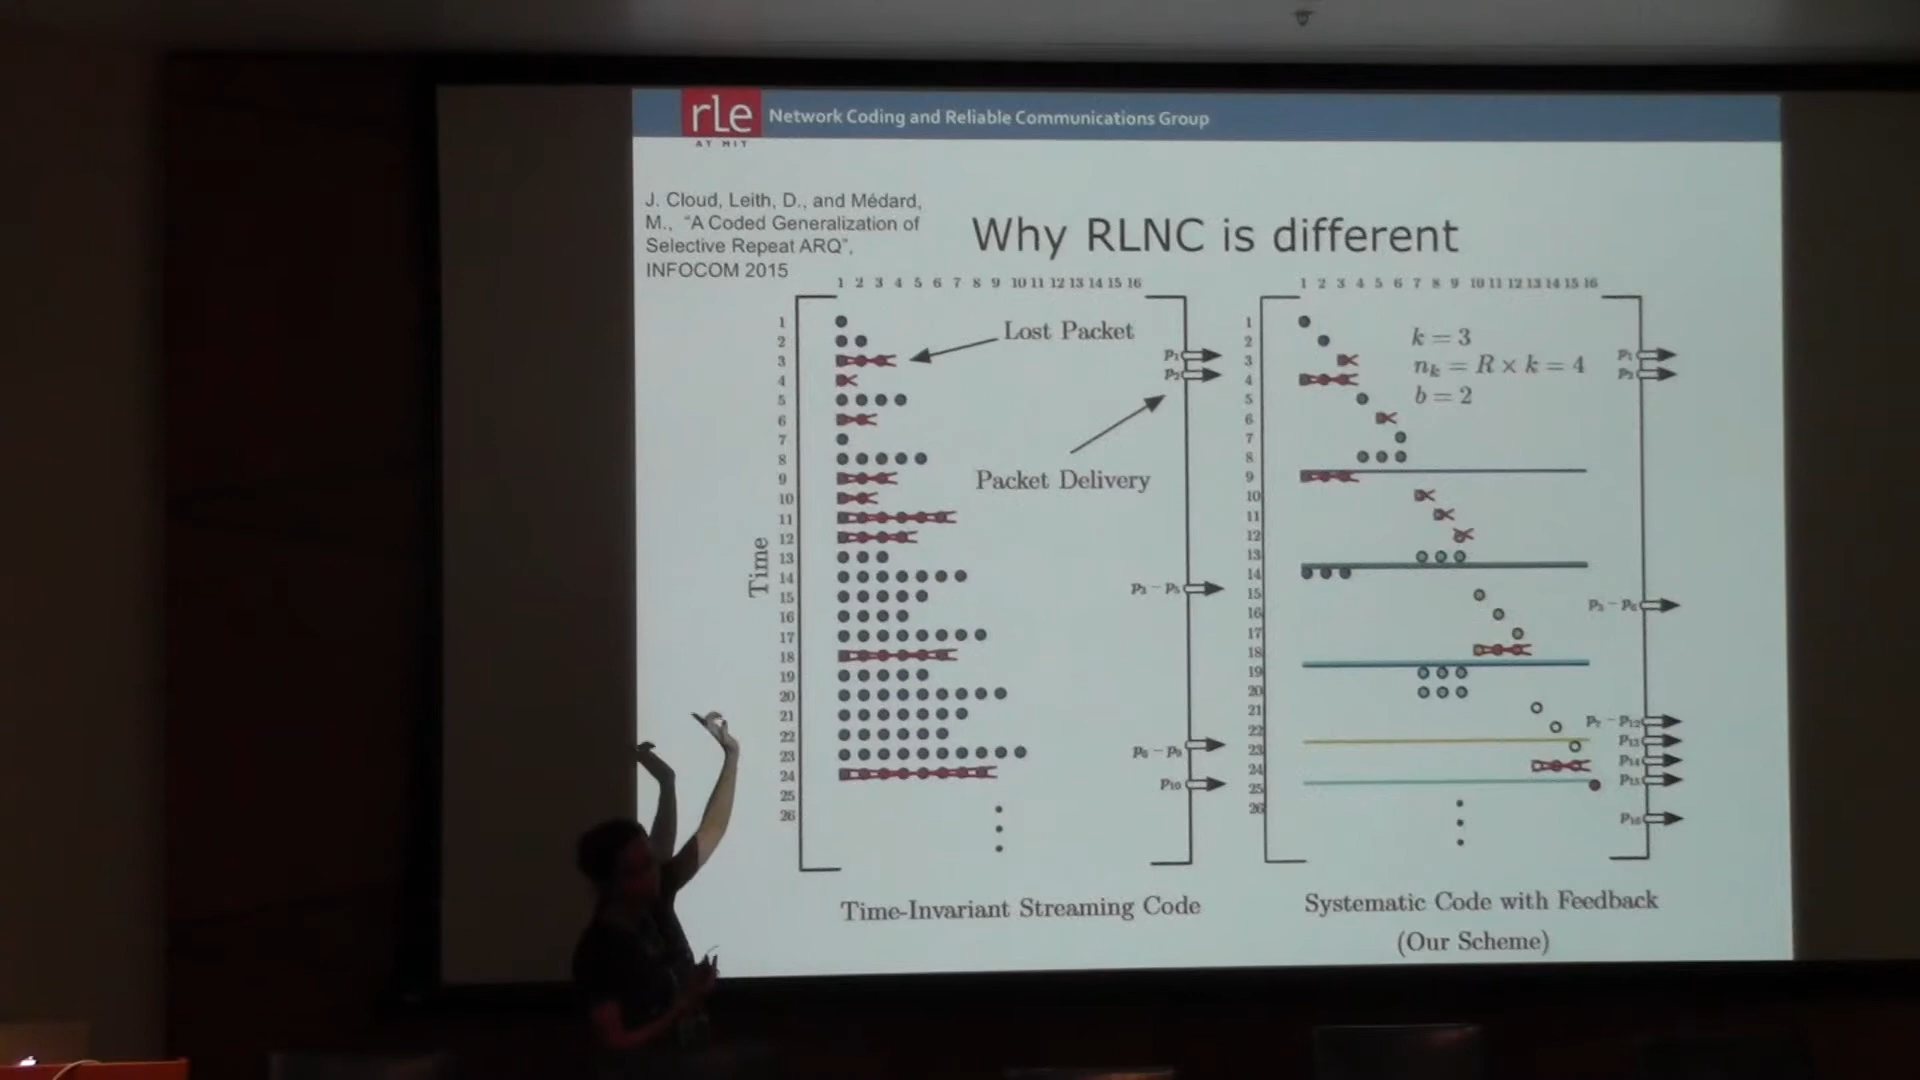 rle
AT MIT
Network Coding and Reliable Communications Group
J. Cloud, Leith, D., and Médard,
M., "A Coded Generalization of
Selective Repeat ARQ",
INFOCOM 2015
Why RLNC is different
1 2 3 4 5 6 7 8 9 10 11 12 13 14 15 16
Time
1
2
3
4
5
6
7
8
9
10
11
12
13
14
15
16
17
18
19
20
21
22
23
24
25
26
Lost Packet
Packet Delivery
P1
P2
P3 - P5
P6 - P9
P10
Time-Invariant Streaming Code
1 2 3 4 5 6 7 8 9 10 11 12 13 14 15 16
1
2
3
4
5
6
7
8
9
10
11
12
13
14
15
16
17
18
19
20
21
22
23
24
25
26
k = 3
nk = R × k = 4
b = 2
P1
P2
P3 - P6
P7 - P12
P13
P14
P15
P16
Systematic Code with Feedback
(Our Scheme)